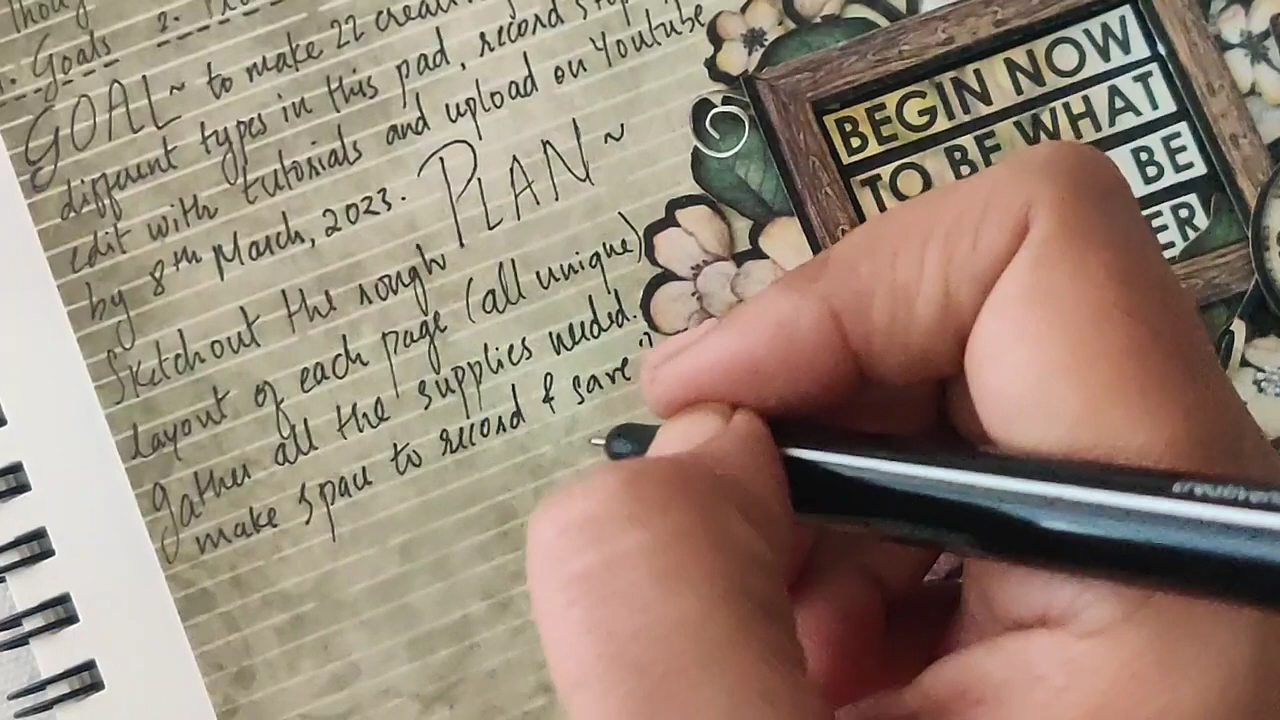 1. Goals 2.
GOAL ~ to make 22
different types in this pad, record
edit with tutorials and upload on Youtube
by 8th March, 2023.
PLAN ~
Sketchout the rough
layout of each page (all unique)
gather all the supplies needed.
make space to record & save
BEGIN NOW
TO BE WHAT
BE